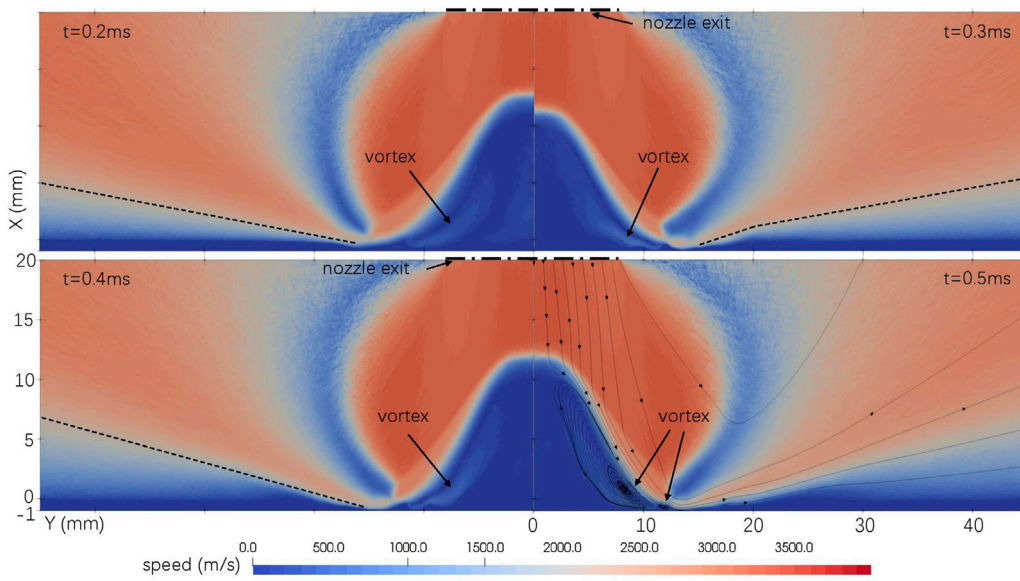 nozzle exit
t=0.2ms
t=0.3ms
vortex
vortex
X (mm)
20
nozzle exit
t=0.4ms
t=0.5ms
15
10
vortex
vortex
5
0
-1
Y (mm)
0 10 20 30 40
0.0 500.0 1000.0 1500.0 2000.0 2500.0 3000.0 3500.0
speed (m/s)